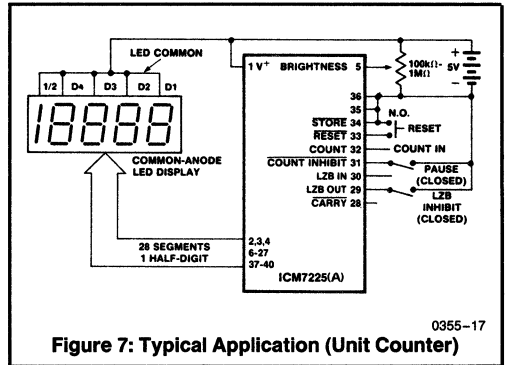 LED COMMON
1/2 D4 D3 D2 D1
18888
COMMON-ANODE
LED DISPLAY
28 SEGMENTS
1 HALF-DIGIT
1 V+
BRIGHTNESS 5
36
35
STORE 34
RESET 33
COUNT 32
COUNT INHIBIT 31
LZB IN 30
LZB OUT 29
CARRY 28
2,3,4
6-27
37-40
ICM7225(A)
100kΩ-
1MΩ
+
5V
−
N.O.
RESET
COUNT IN
PAUSE
(CLOSED)
LZB
INHIBIT
(CLOSED)
0355-17
Figure 7: Typical Application (Unit Counter)